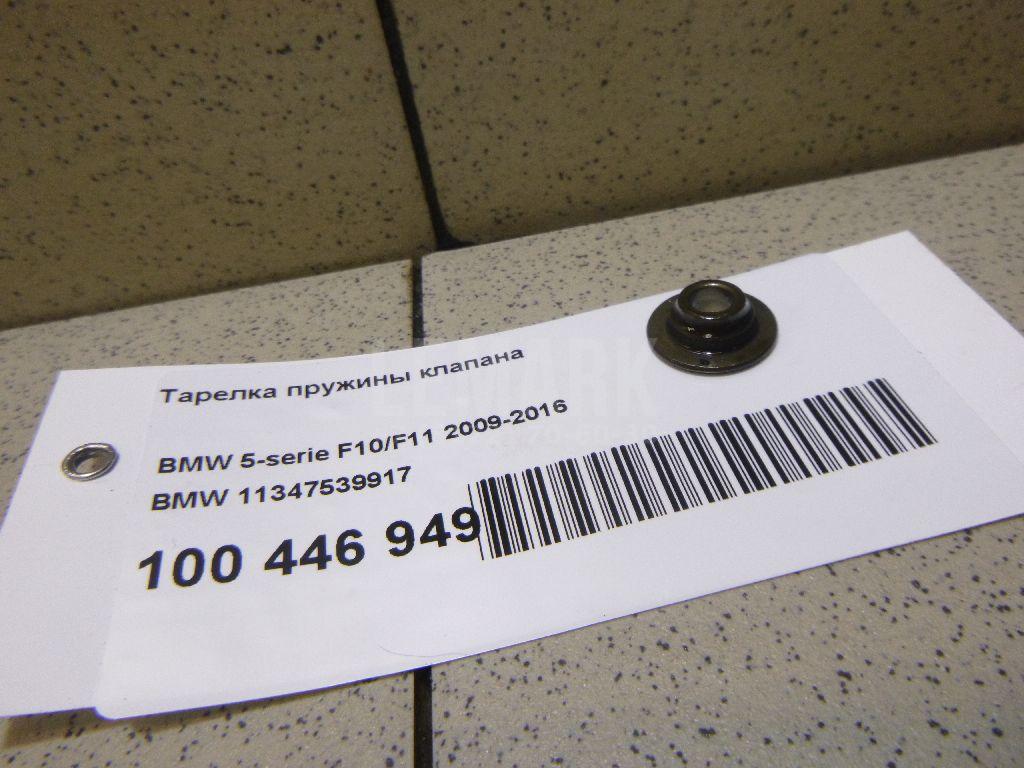 Тарелка пружины клапана
BMW 5-serie F10/F11 2009-2016
BMW 11347539917
100 446 949